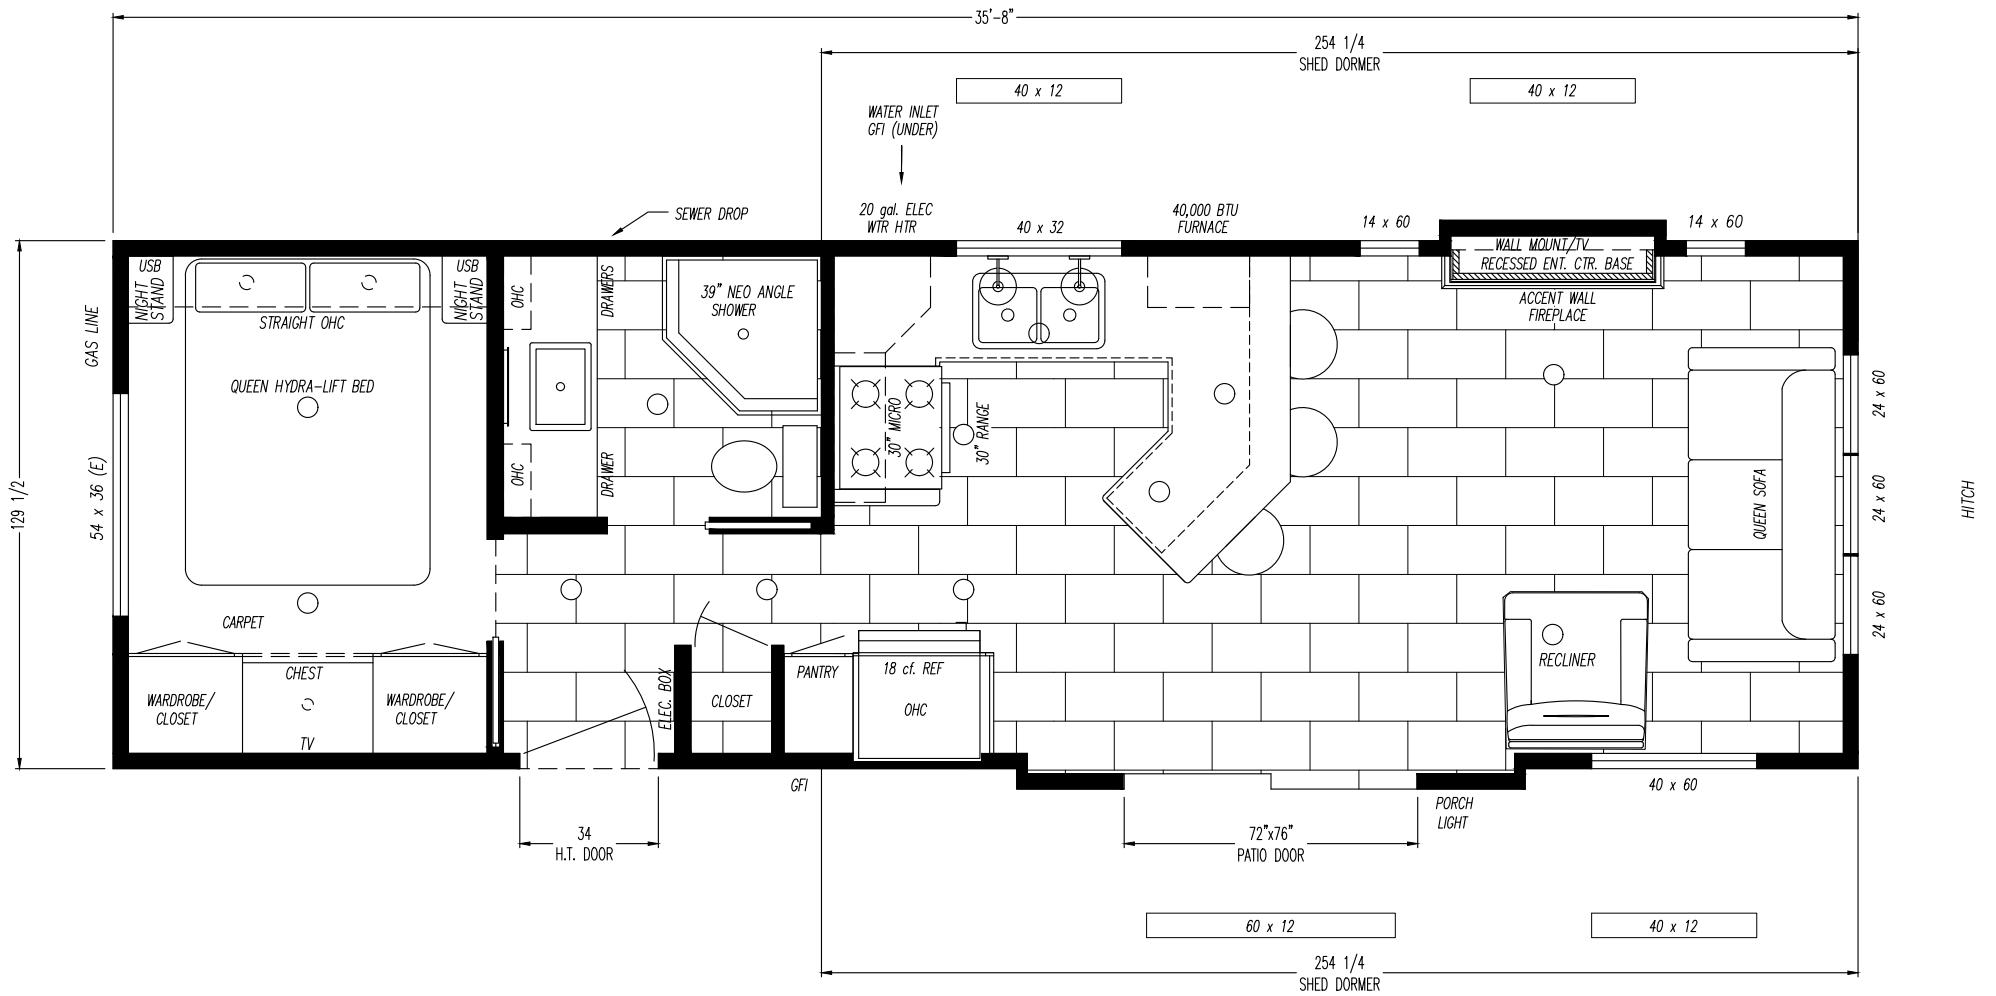 35'-8"
254 1/4
SHED DORMER
40 x 12
40 x 12
WATER INLET
GFI (UNDER)
SEWER DROP
20 gal. ELEC
WTR HTR
40 x 32
40,000 BTU
FURNACE
14 x 60
14 x 60
WALL MOUNT/TV
RECESSED ENT. CTR. BASE
ACCENT WALL
FIREPLACE
USB
NIGHT
STAND
USB
NIGHT
STAND
STRAIGHT OHC
QUEEN HYDRA-LIFT BED
GAS LINE
54 x 36 (E)
129 1/2
OHC
DRAWERS
39" NEO ANGLE
SHOWER
OHC
DRAWER
30" MICRO
30" RANGE
24 x 60
24 x 60
24 x 60
QUEEN SOFA
HITCH
CARPET
CHEST
WARDROBE/
CLOSET
WARDROBE/
CLOSET
TV
ELEC. BOX
CLOSET
PANTRY
18 cf. REF
OHC
RECLINER
GFI
40 x 60
PORCH
LIGHT
34
H.T. DOOR
72"x76"
PATIO DOOR
60 x 12
40 x 12
254 1/4
SHED DORMER